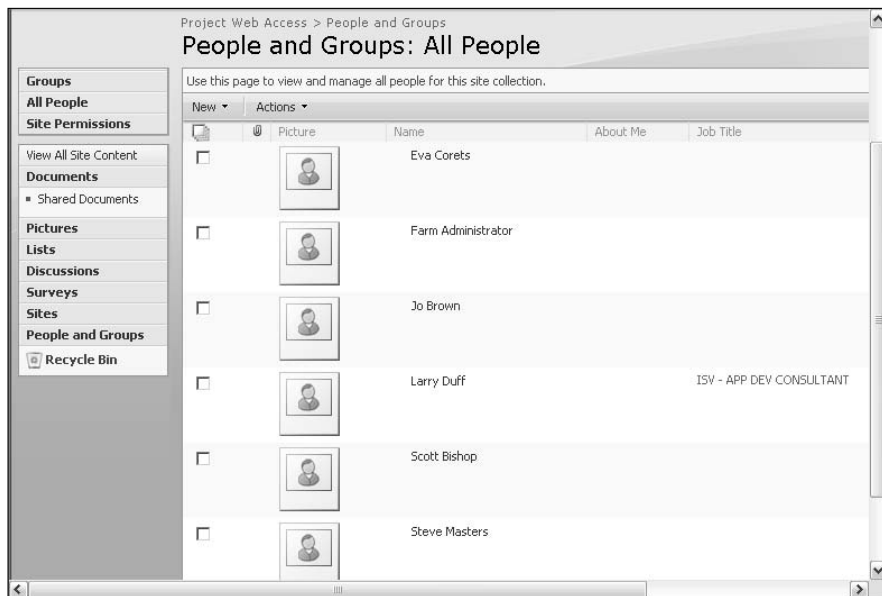 Project Web Access > People and Groups
People and Groups: All People
Groups
All People
Site Permissions
View All Site Content
Documents
Shared Documents
Pictures
Lists
Discussions
Surveys
Sites
People and Groups
Recycle Bin
Use this page to view and manage all people for this site collection.
New Actions
Picture Name About Me Job Title
Eva Corets
Farm Administrator
Jo Brown
Larry Duff ISV - APP DEV CONSULTANT
Scott Bishop
Steve Masters